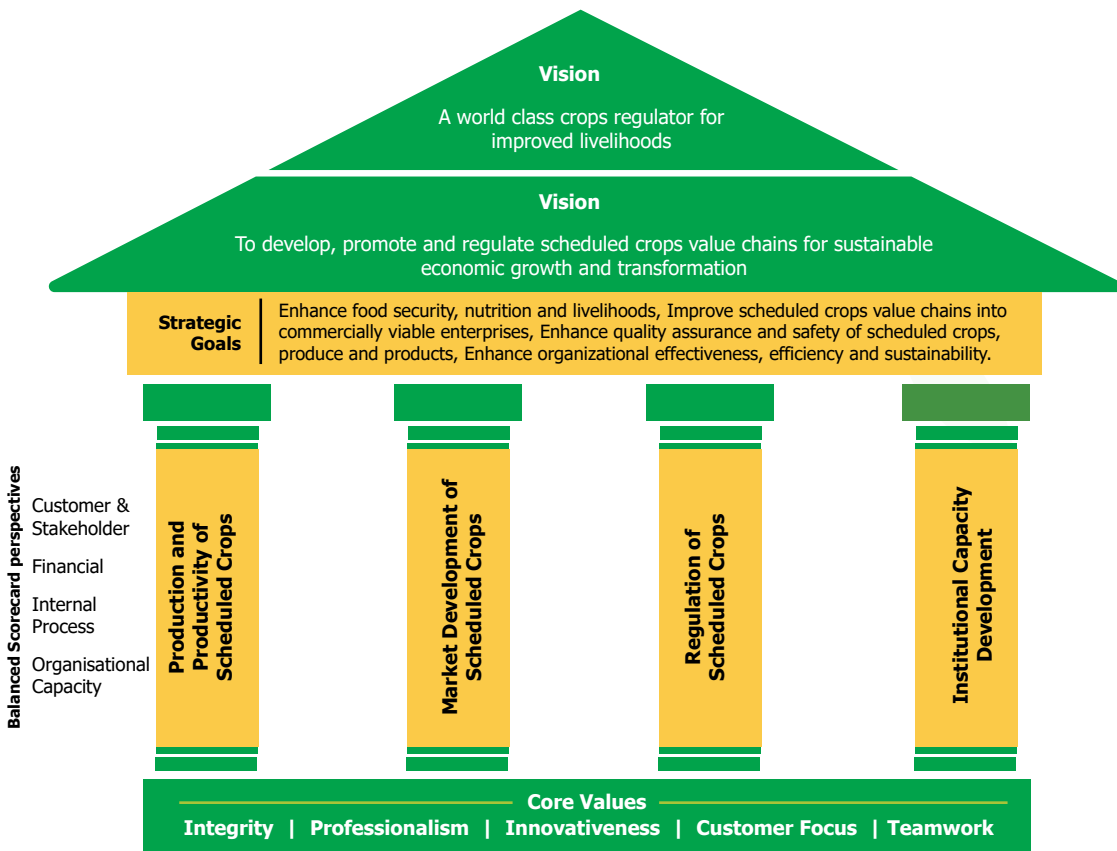 Vision
A world class crops regulator for
improved livelihoods
Vision
To develop, promote and regulate scheduled crops value chains for sustainable
economic growth and transformation
Strategic
Goals
Enhance food security, nutrition and livelihoods, Improve scheduled crops value chains into
commercially viable enterprises, Enhance quality assurance and safety of scheduled crops,
produce and products, Enhance organizational effectiveness, efficiency and sustainability.
Balanced Scorecard perspectives
Customer &
Stakeholder
Financial
Internal
Process
Organisational
Capacity
Production and
Productivity of
Scheduled Crops
Market Development of
Scheduled Crops
Regulation of
Scheduled Crops
Institutional Capacity
Development
Core Values
Integrity | Professionalism | Innovativeness | Customer Focus | Teamwork